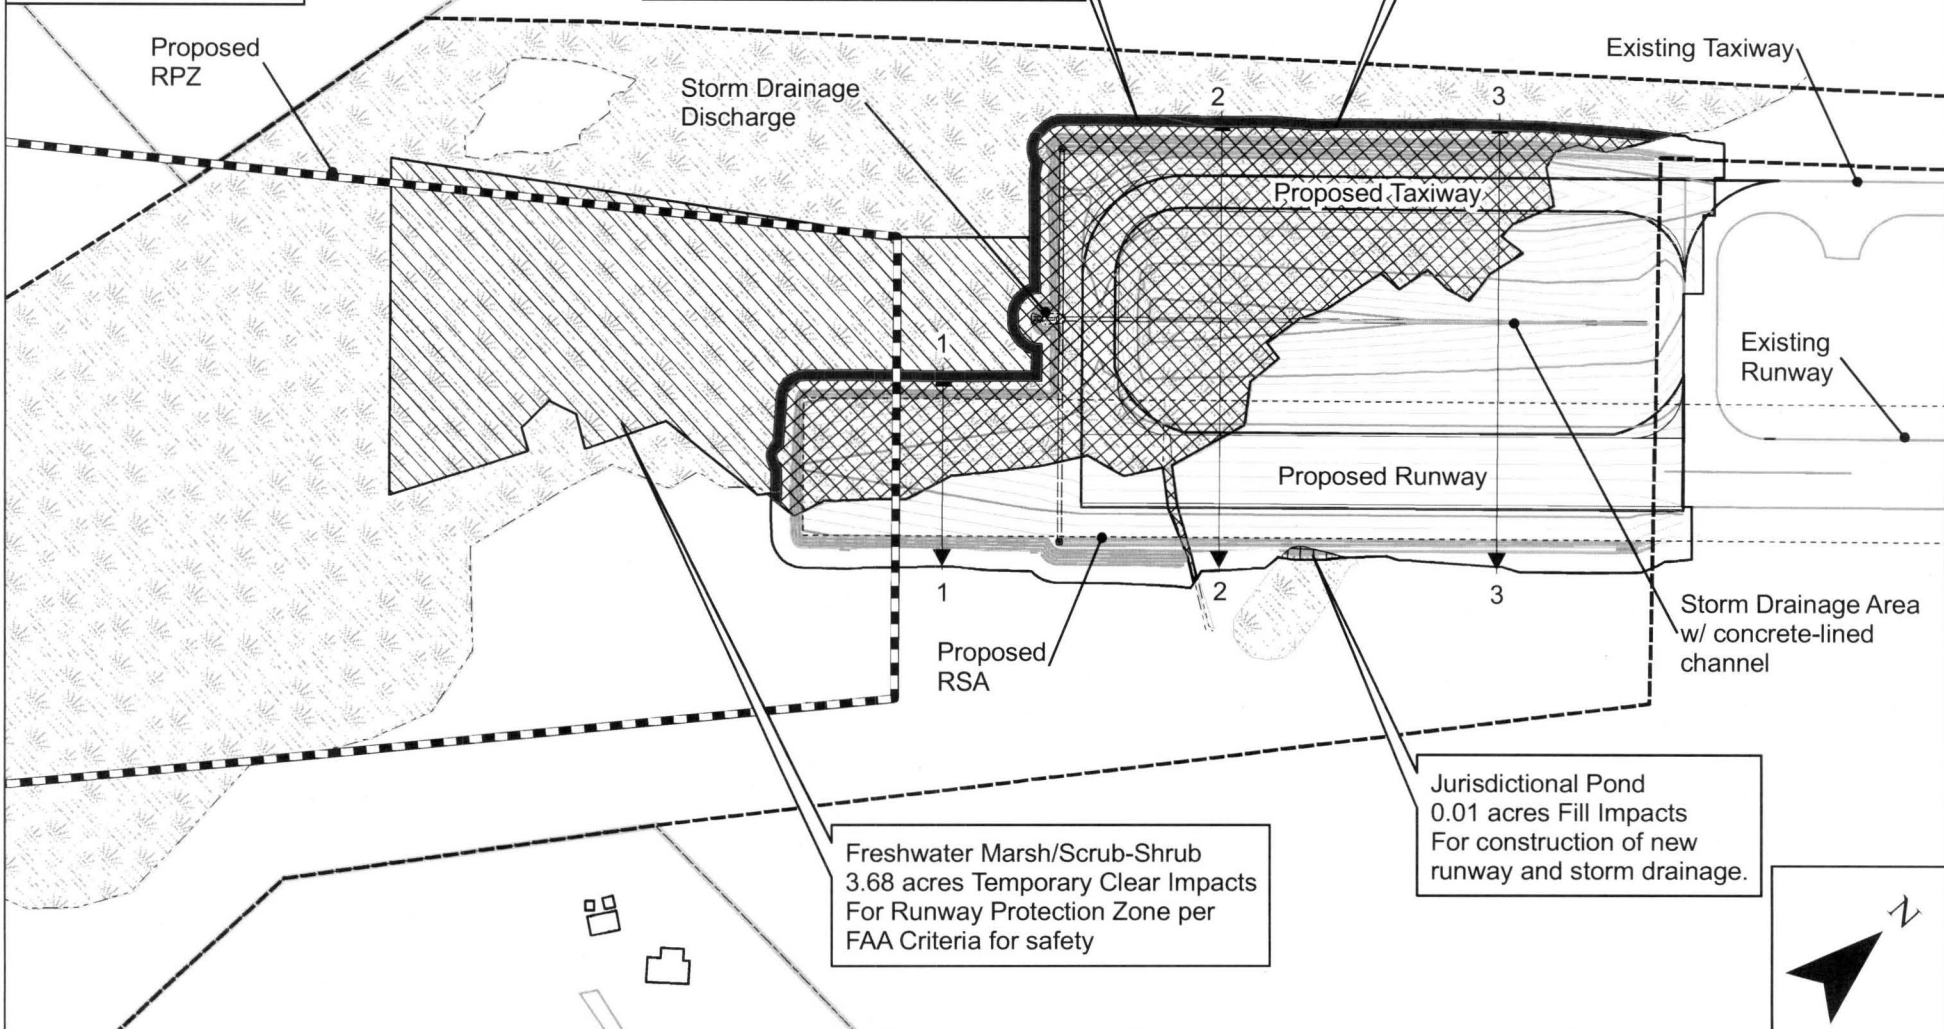 Proposed
RPZ
Storm Drainage
Discharge
Existing Taxiway
2
3
Proposed Taxiway
1
Existing
Runway
Proposed Runway
1
2
3
Proposed
RSA
Storm Drainage Area
w/ concrete-lined
channel
Jurisdictional Pond
0.01 acres Fill Impacts
For construction of new
runway and storm drainage.
Freshwater Marsh/Scrub-Shrub
3.68 acres Temporary Clear Impacts
For Runway Protection Zone per
FAA Criteria for safety
N